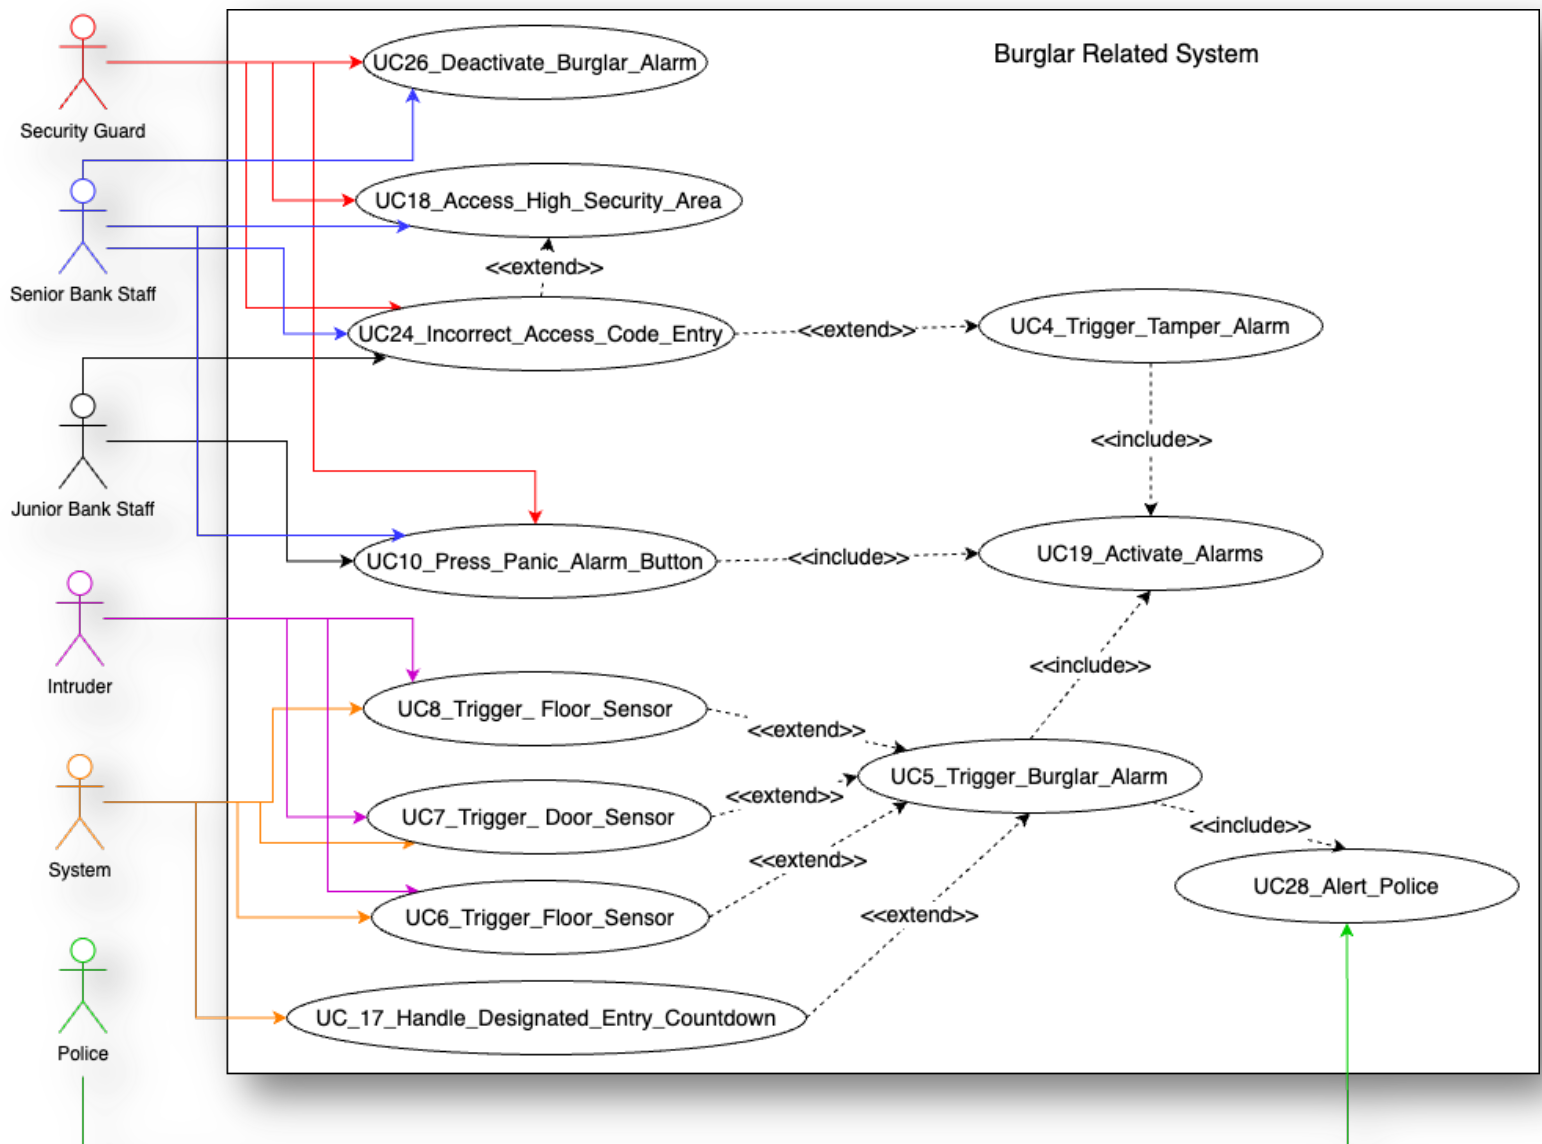 Burglar Related System
Security Guard
UC26_Deactivate_Burglar_Alarm
Senior Bank Staff
UC18_Access_High_Security_Area
<<extend>>
UC24_Incorrect_Access_Code_Entry
<<extend>>
UC4_Trigger_Tamper_Alarm
<<include>>
Junior Bank Staff
UC10_Press_Panic_Alarm_Button
<<include>>
UC19_Activate_Alarms
<<include>>
Intruder
UC8_Trigger_ Floor_Sensor
<<extend>>
UC5_Trigger_Burglar_Alarm
UC7_Trigger_ Door_Sensor
<<extend>>
<<include>>
System
<<extend>>
UC6_Trigger_Floor_Sensor
<<extend>>
UC28_Alert_Police
UC_17_Handle_Designated_Entry_Countdown
Police